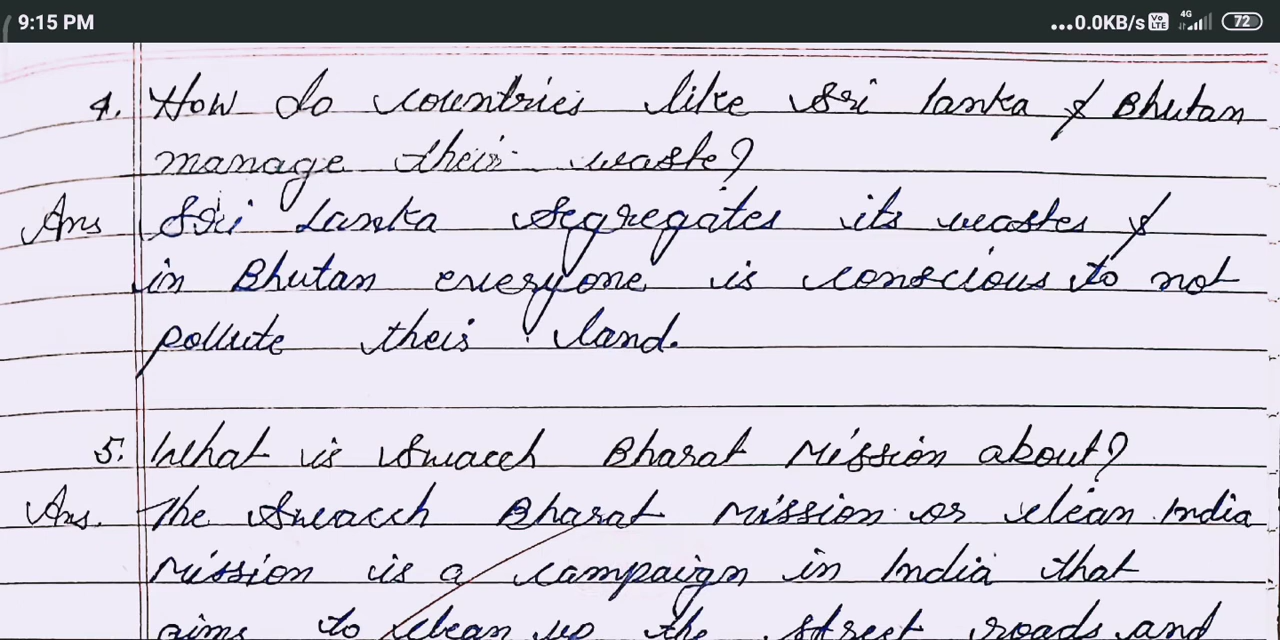 9:15 PM ...0.0KB/s Vo LTE 4G 72
4. How do countries like Sri lanka & Bhutan
manage their waste?
Ans Sri Lanka segregates its wastes &
in Bhutan everyone is conscious to not
pollute their land.
5. What is Swacch Bharat Mission about?
Ans. The Swacch Bharat Mission or clean India
Mission is a campaign in India that
aims to clean up the street roads and